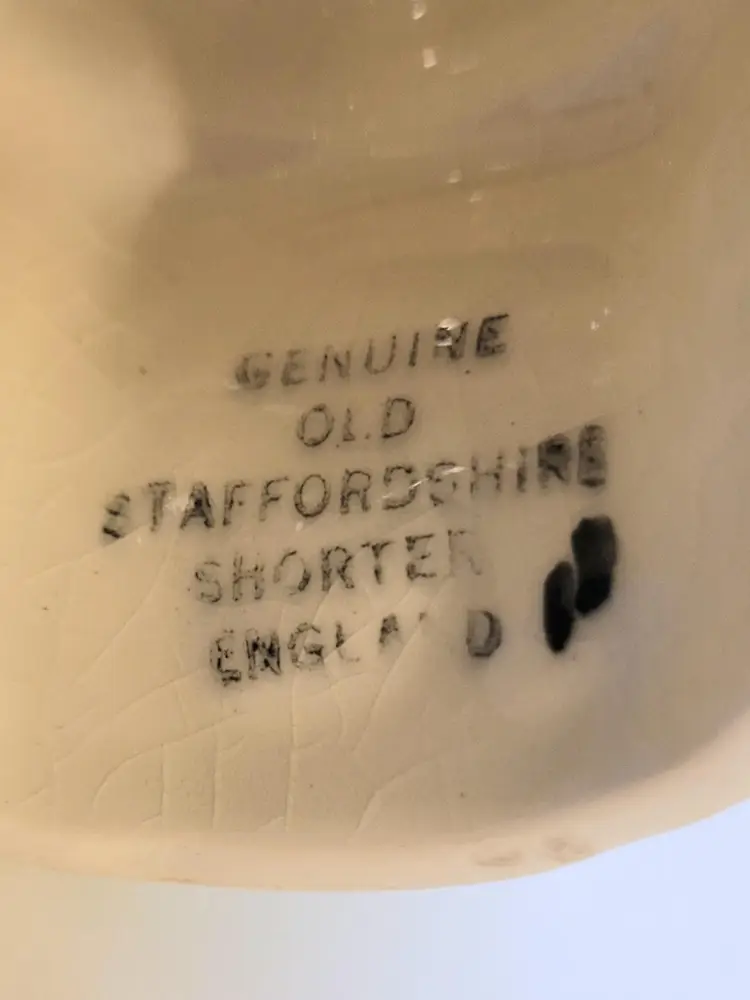 GENUINE
OLD
STAFFORDSHIRE
SHORTER
ENGLAND